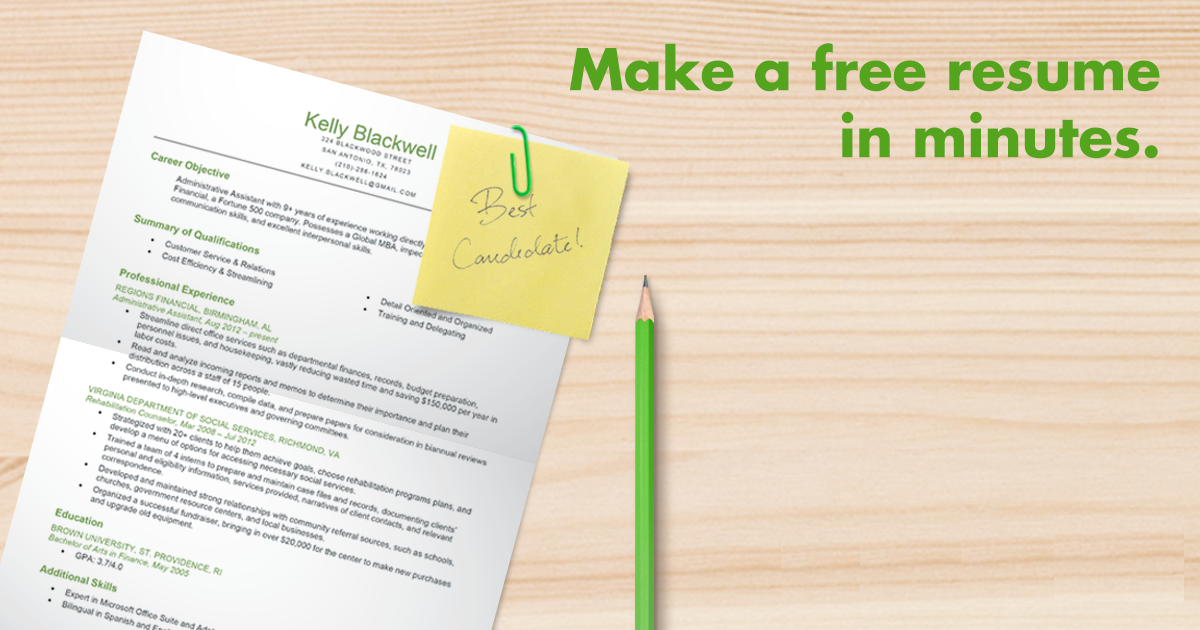 Make a free resume
in minutes.
Kelly Blackwell
324 BLACKWOOD STREET
SAN ANTONIO, TX, 78023
(210)-286-1624
KELLY.BLACKWELL@GMAIL.COM
Best
Candidate!
Career Objective
Administrative Assistant with 9+ years of experience working directly
Financial, a Fortune 500 company. Possesses a Global MBA, impec
communication skills, and excellent interpersonal skills.
Summary of Qualifications
• Customer Service & Relations
• Cost Efficiency & Streamlining
• Detail Oriented and Organized
• Training and Delegating
Professional Experience
REGIONS FINANCIAL, BIRMINGHAM, AL
Administrative Assistant, Aug 2012 – present
• Streamline direct office services such as departmental finances, records, budget preparation,
personnel issues, and housekeeping, vastly reducing wasted time and saving $150,000 per year in
labor costs.
• Read and analyze incoming reports and memos to determine their importance and plan their
distribution across a staff of 15 people.
• Conduct in-depth research, compile data, and prepare papers for consideration in biannual reviews
presented to high-level executives and governing committees.
VIRGINIA DEPARTMENT OF SOCIAL SERVICES, RICHMOND, VA
Rehabilitation Counselor, Mar 2008 – Jul 2012
• Strategized with 20+ clients to help them achieve goals, choose rehabilitation programs plans, and
develop a menu of options for accessing necessary social services.
• Trained a team of 4 interns to prepare and maintain case files and records, documenting clients'
personal and eligibility information, services provided, narratives of client contacts, and relevant
correspondence.
• Developed and maintained strong relationships with community referral sources, such as schools,
churches, government resource centers, and local businesses.
• Organized a successful fundraiser, bringing in over $20,000 for the center to make new purchases
and upgrade old equipment.
Education
BROWN UNIVERSITY, ST. PROVIDENCE, RI
Bachelor of Arts in Finance, May 2005
• GPA: 3.7/4.0
Additional Skills
• Expert in Microsoft Office Suite and
• Bilingual in Spanish and